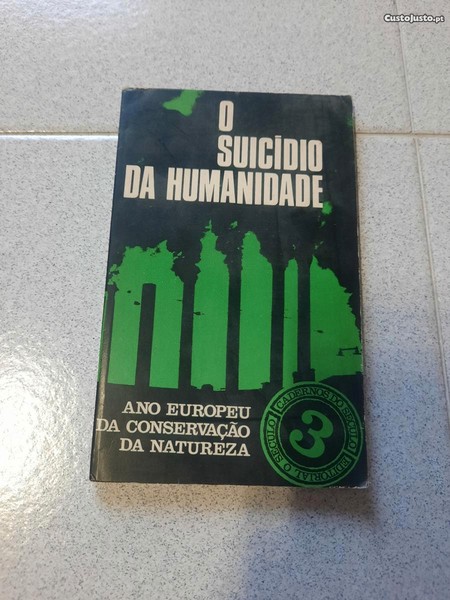 CustoJusto.pt
O
SUICÍDIO
DA HUMANIDADE
ANO EUROPEU
DA CONSERVAÇÃO
DA NATUREZA
CADERNOS DO SÉCULO
EDITORIAL O SÉCULO
3